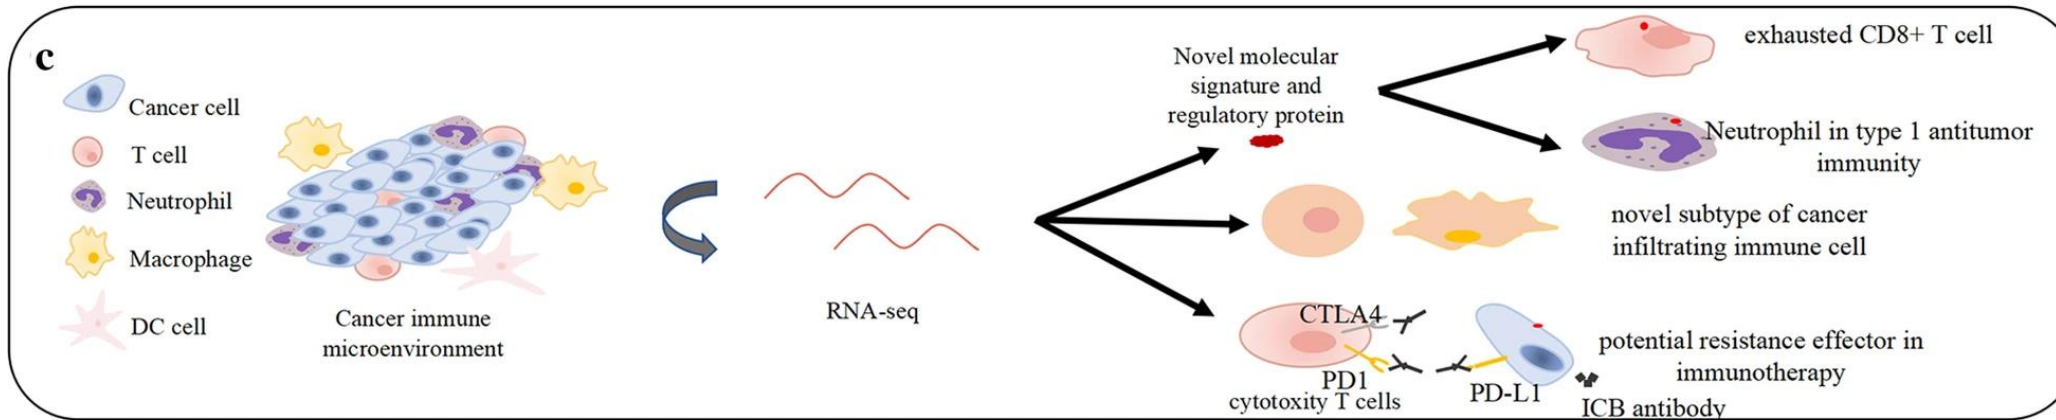 c
Cancer cell
T cell
Neutrophil
Macrophage
DC cell
Cancer immune
microenvironment
RNA-seq
Novel molecular
signature and
regulatory protein
exhausted CD8+ T cell
Neutrophil in type 1 antitumor
immunity
novel subtype of cancer
infiltrating immune cell
CTLA4
PD1
cytotoxity T cells
PD-L1
potential resistance effector in
immunotherapy
ICB antibody